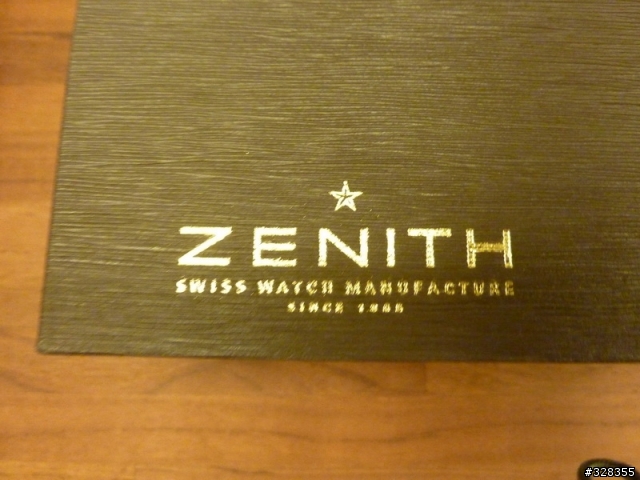 ZENITH
SWISS WATCH MANUFACTURE
SINCE 1865
#328355